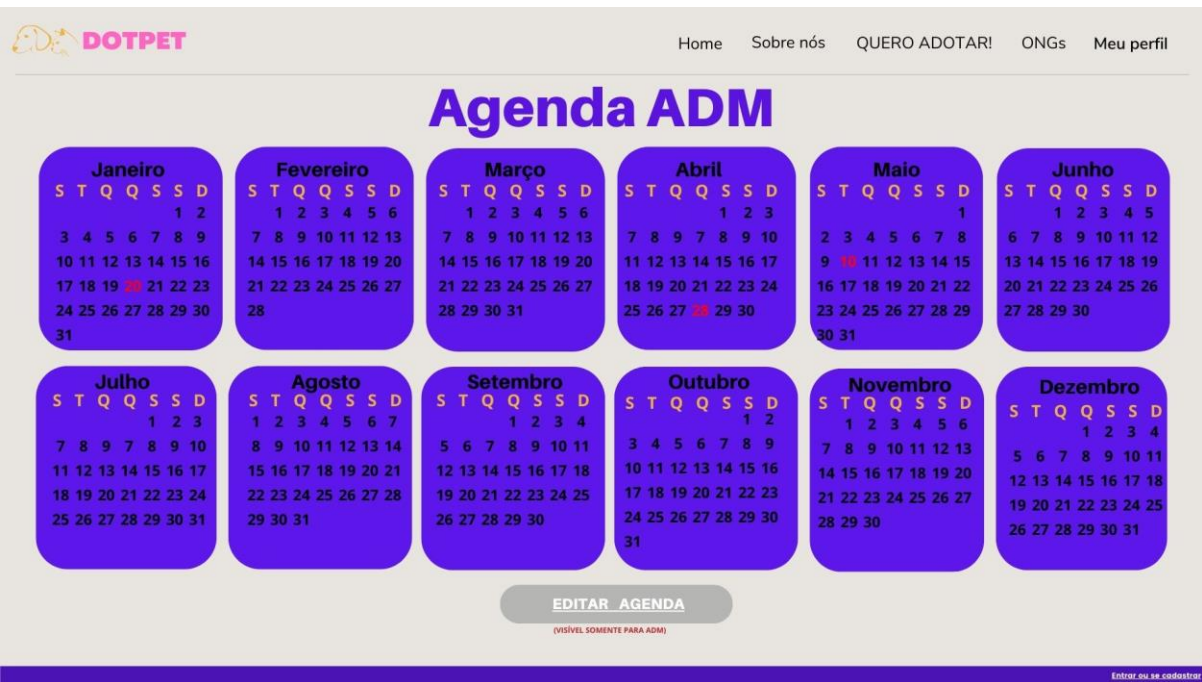 DOTPET
Home Sobre nós QUERO ADOTAR! ONGs Meu perfil
Agenda ADM
Janeiro
S T Q Q S S D
1 2
3 4 5 6 7 8 9
10 11 12 13 14 15 16
17 18 19 20 21 22 23
24 25 26 27 28 29 30
31
Fevereiro
S T Q Q S S D
1 2 3 4 5 6
7 8 9 10 11 12 13
14 15 16 17 18 19 20
21 22 23 24 25 26 27
28
Março
S T Q Q S S D
1 2 3 4 5 6
7 8 9 10 11 12 13
14 15 16 17 18 19 20
21 22 23 24 25 26 27
28 29 30 31
Abril
S T Q Q S S D
1 2 3
7 8 9 7 8 9 10
11 12 13 14 15 16 17
18 19 20 21 22 23 24
25 26 27 28 29 30
Maio
S T Q Q S S D
1
2 3 4 5 6 7 8
9 10 11 12 13 14 15
16 17 18 19 20 21 22
23 24 25 26 27 28 29
30 31
Junho
S T Q Q S S D
1 2 3 4 5
6 7 8 9 10 11 12
13 14 15 16 17 18 19
20 21 22 23 24 25 26
27 28 29 30
Julho
S T Q Q S S D
1 2 3
7 8 9 7 8 9 10
11 12 13 14 15 16 17
18 19 20 21 22 23 24
25 26 27 28 29 30 31
Agosto
S T Q Q S S D
1 2 3 4 5 6 7
8 9 10 11 12 13 14
15 16 17 18 19 20 21
22 23 24 25 26 27 28
29 30 31
Setembro
S T Q Q S S D
1 2 3 4
5 6 7 8 9 10 11
12 13 14 15 16 17 18
19 20 21 22 23 24 25
26 27 28 29 30
Outubro
S T Q Q S S D
1 2
3 4 5 6 7 8 9
10 11 12 13 14 15 16
17 18 19 20 21 22 23
24 25 26 27 28 29 30
31
Novembro
S T Q Q S S D
1 2 3 4 5 6
7 8 9 10 11 12 13
14 15 16 17 18 19 20
21 22 23 24 25 26 27
28 29 30
Dezembro
S T Q Q S S D
1 2 3 4
5 6 7 8 9 10 11
12 13 14 15 16 17 18
19 20 21 22 23 24 25
26 27 28 29 30 31
EDITAR AGENDA
(VISÍVEL SOMENTE PARA ADM)
Entrar ou se cadastrar